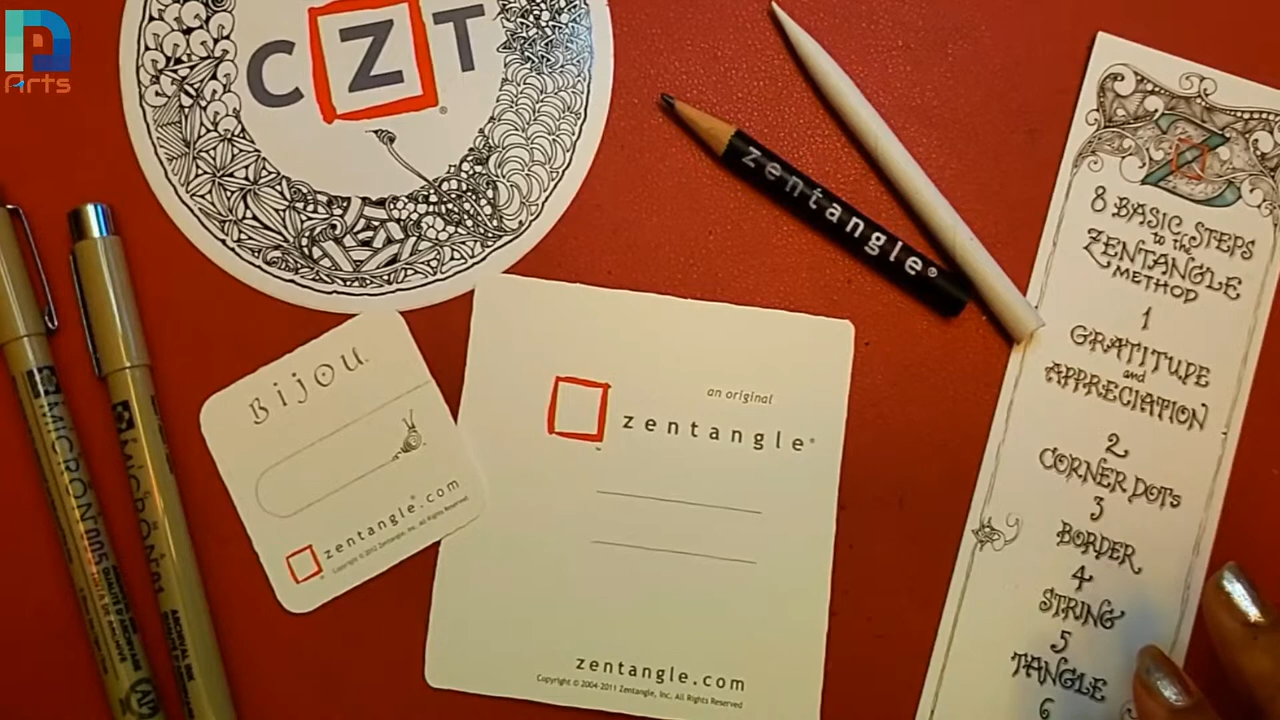 Arts
CZT
®
zentangle®
8 BASIC STEPS
to the
ZENTANGLE
METHOD
1
GRATITUDE
and
APPRECIATION
2
CORNER DOTS
3
BORDER
4
STRING
5
TANGLE
6
Bijou
zentangle.com
Copyright © 2012 Zentangle, Inc. All Rights Reserved
an original
zentangle®
zentangle.com
Copyright © 2004-2011 Zentangle, Inc. All Rights Reserved
MICRON 005
ARCHIVAL INK